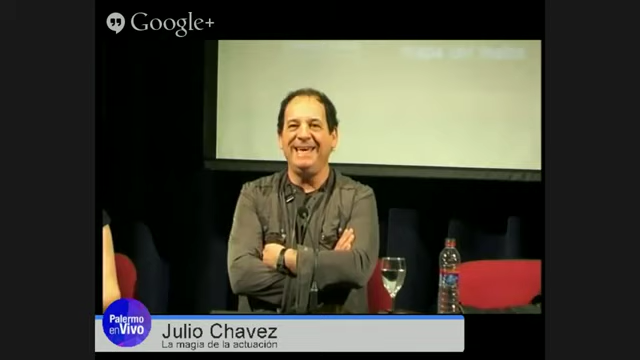 Google+
Palermo
en Vivo
Julio Chavez
La magia de la actuación